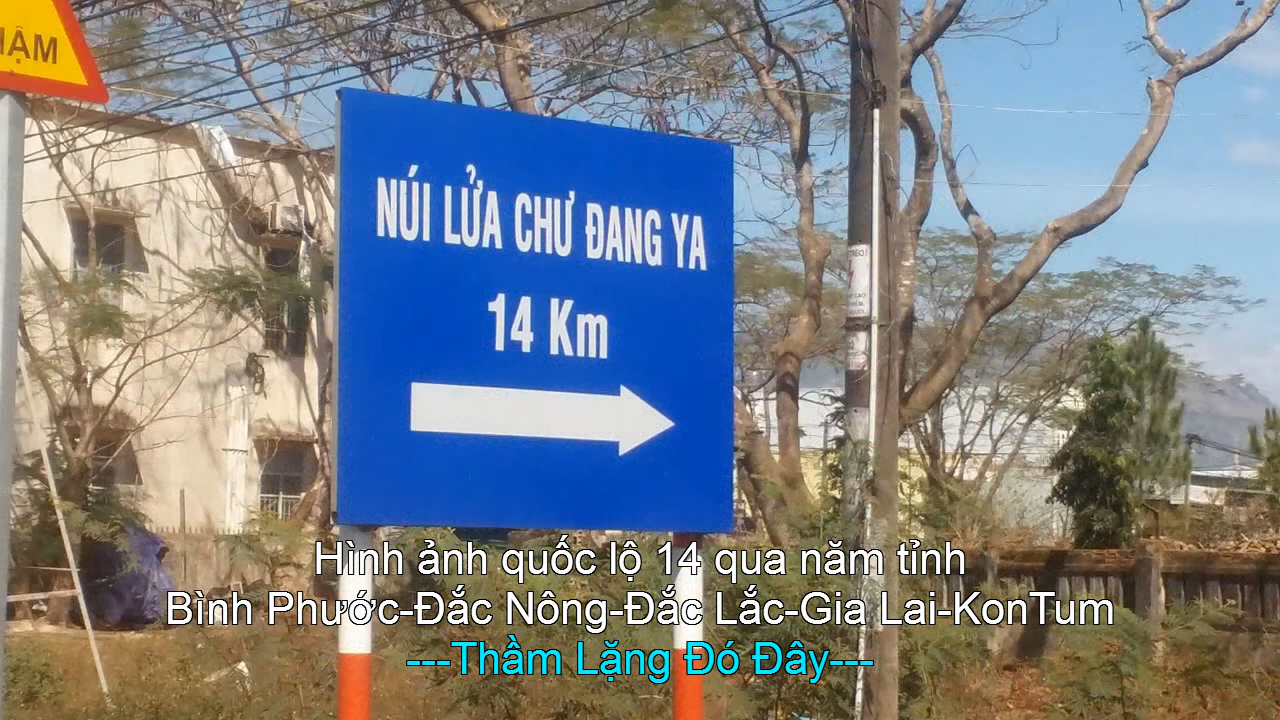 NÚI LỬA CHƯ ĐANG YA
14 Km
Hình ảnh quốc lộ 14 qua năm tỉnh
Bình Phước-Đắc Nông-Đắc Lắc-Gia Lai-KonTum
---Thầm Lặng Đó Đây---